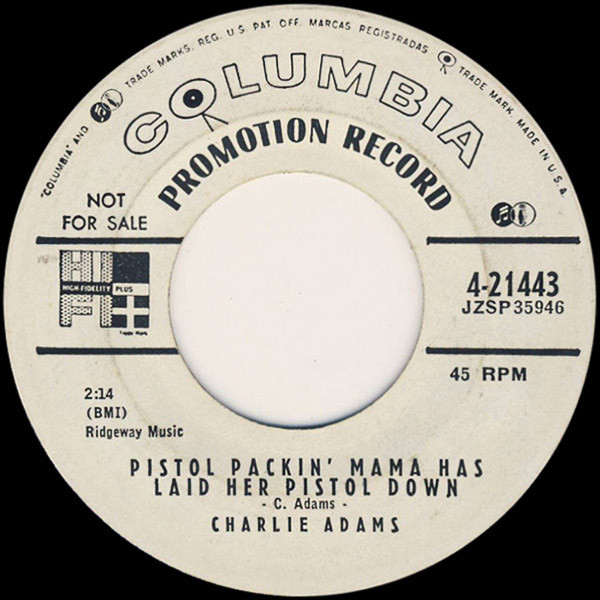 "COLUMBIA" AND TRADE MARKS, REG. U.S. PAT. OFF. MARCAS REGISTRADAS TRADE MARK, MADE IN U.S.A.
COLUMBIA
PROMOTION RECORD
NOT
FOR SALE
HI
HIGH-FIDELITY PLUS
FI
Trade Mark
4-21443
JZSP 35946
45 RPM
2:14
(BMI)
Ridgeway Music
PISTOL PACKIN' MAMA HAS
LAID HER PISTOL DOWN
- C. Adams -
CHARLIE ADAMS